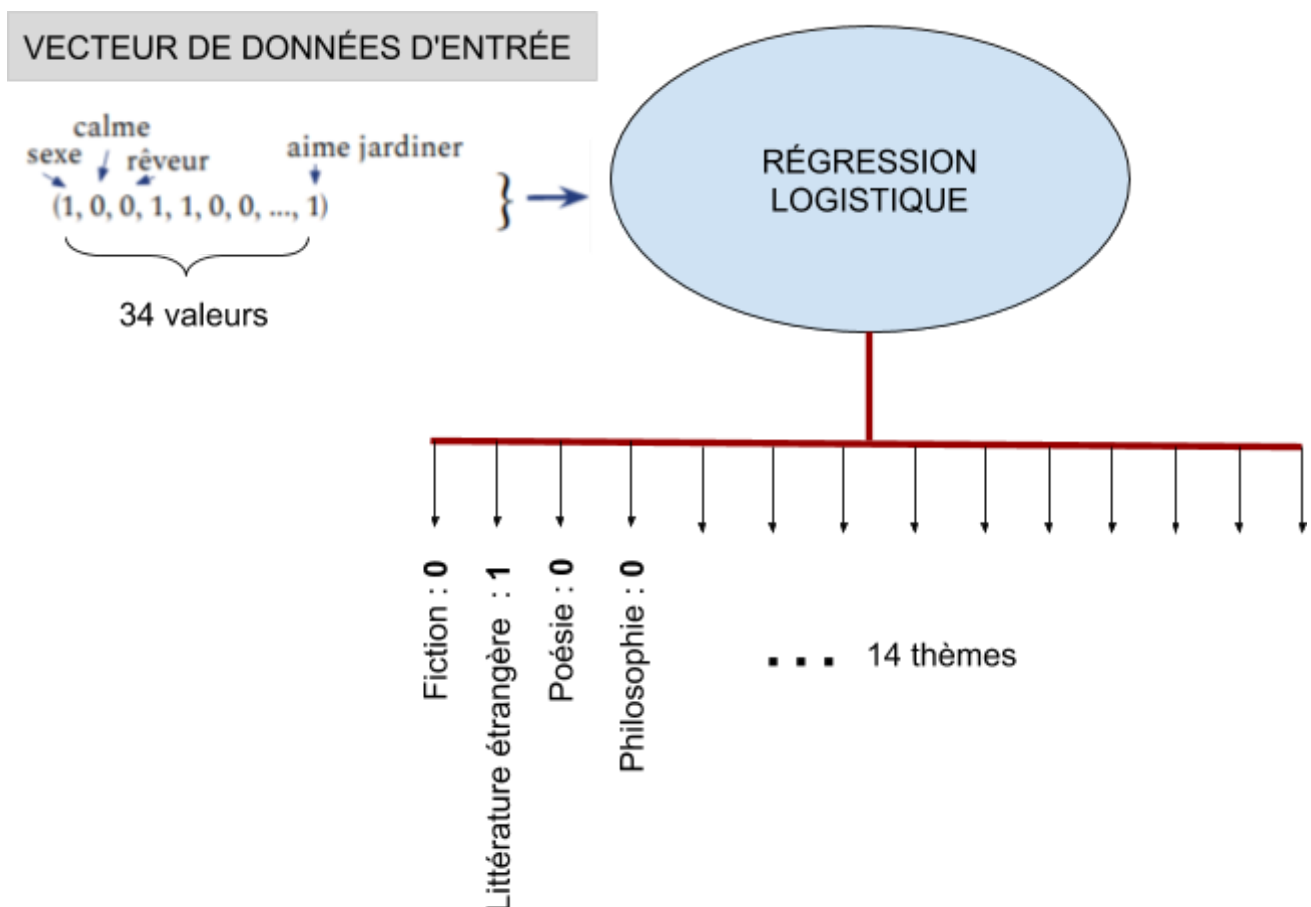 VECTEUR DE DONNÉES D'ENTRÉE
calme
sexe
rêveur
aime jardiner
(1, 0, 0, 1, 1, 0, 0, ..., 1)
}
34 valeurs
RÉGRESSION
LOGISTIQUE
Fiction : 0
Littérature étrangère : 1
Poésie : 0
Philosophie : 0
... 14 thèmes